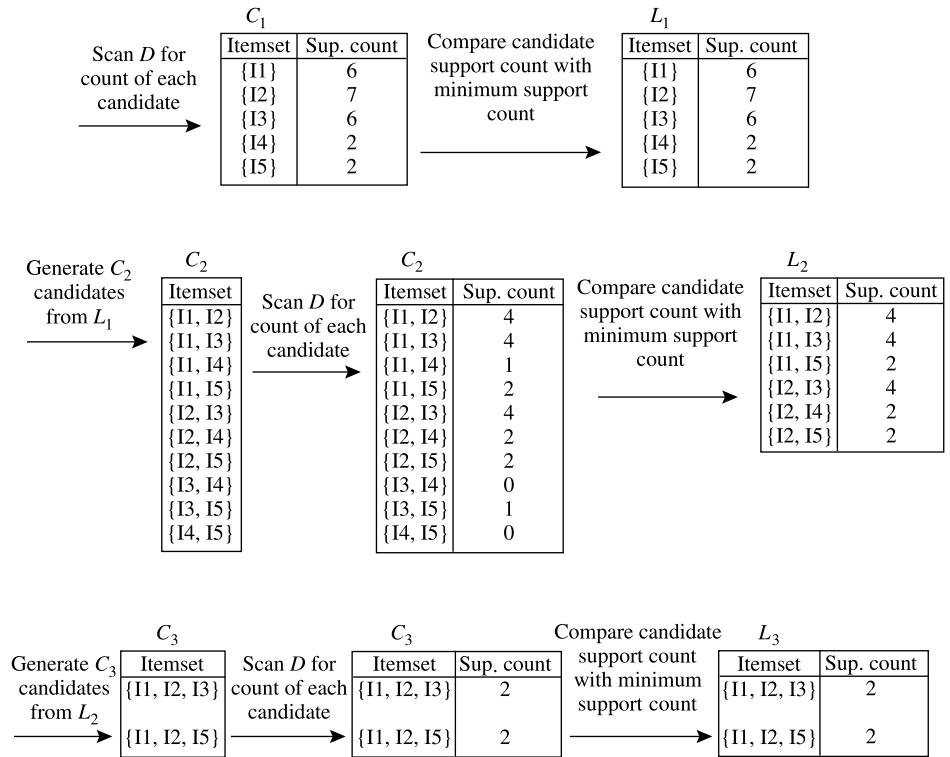 C1
L1
Scan D for
count of each
candidate
Itemset Sup. count
{I1} 6
{I2} 7
{I3} 6
{I4} 2
{I5} 2
Compare candidate
support count with
minimum support
count
Itemset Sup. count
{I1} 6
{I2} 7
{I3} 6
{I4} 2
{I5} 2
Generate C2
candidates
from L1
C2
Itemset
{I1, I2}
{I1, I3}
{I1, I4}
{I1, I5}
{I2, I3}
{I2, I4}
{I2, I5}
{I3, I4}
{I3, I5}
{I4, I5}
Scan D for
count of each
candidate
C2
Itemset Sup. count
{I1, I2} 4
{I1, I3} 4
{I1, I4} 1
{I1, I5} 2
{I2, I3} 4
{I2, I4} 2
{I2, I5} 2
{I3, I4} 0
{I3, I5} 1
{I4, I5} 0
Compare candidate
support count with
minimum support
count
L2
Itemset Sup. count
{I1, I2} 4
{I1, I3} 4
{I1, I5} 2
{I2, I3} 4
{I2, I4} 2
{I2, I5} 2
Generate C3
candidates
from L2
C3
Itemset
{I1, I2, I3}
{I1, I2, I5}
Scan D for
count of each
candidate
C3
Itemset Sup. count
{I1, I2, I3} 2
{I1, I2, I5} 2
Compare candidate
support count
with minimum
support count
L3
Itemset Sup. count
{I1, I2, I3} 2
{I1, I2, I5} 2